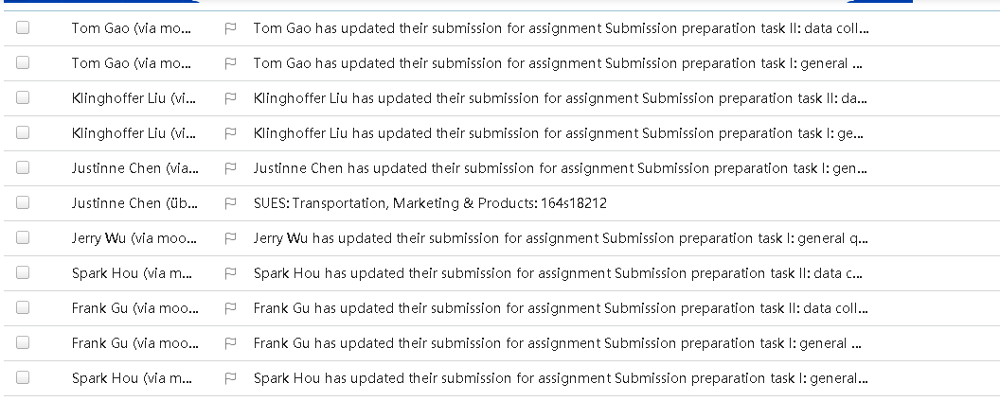 Tom Gao (via mo... Tom Gao has updated their submission for assignment Submission preparation task II: data coll...
Tom Gao (via mo... Tom Gao has updated their submission for assignment Submission preparation task I: general ...
Klinghoffer Liu (vi... Klinghoffer Liu has updated their submission for assignment Submission preparation task II: da...
Klinghoffer Liu (vi... Klinghoffer Liu has updated their submission for assignment Submission preparation task I: ge...
Justinne Chen (via... Justinne Chen has updated their submission for assignment Submission preparation task I: gen...
Justinne Chen (üb... SUES: Transportation, Marketing & Products: 164s18212
Jerry Wu (via moo... Jerry Wu has updated their submission for assignment Submission preparation task I: general q...
Spark Hou (via m... Spark Hou has updated their submission for assignment Submission preparation task II: data c...
Frank Gu (via moo... Frank Gu has updated their submission for assignment Submission preparation task II: data coll...
Frank Gu (via moo... Frank Gu has updated their submission for assignment Submission preparation task I: general ...
Spark Hou (via m... Spark Hou has updated their submission for assignment Submission preparation task I: general...